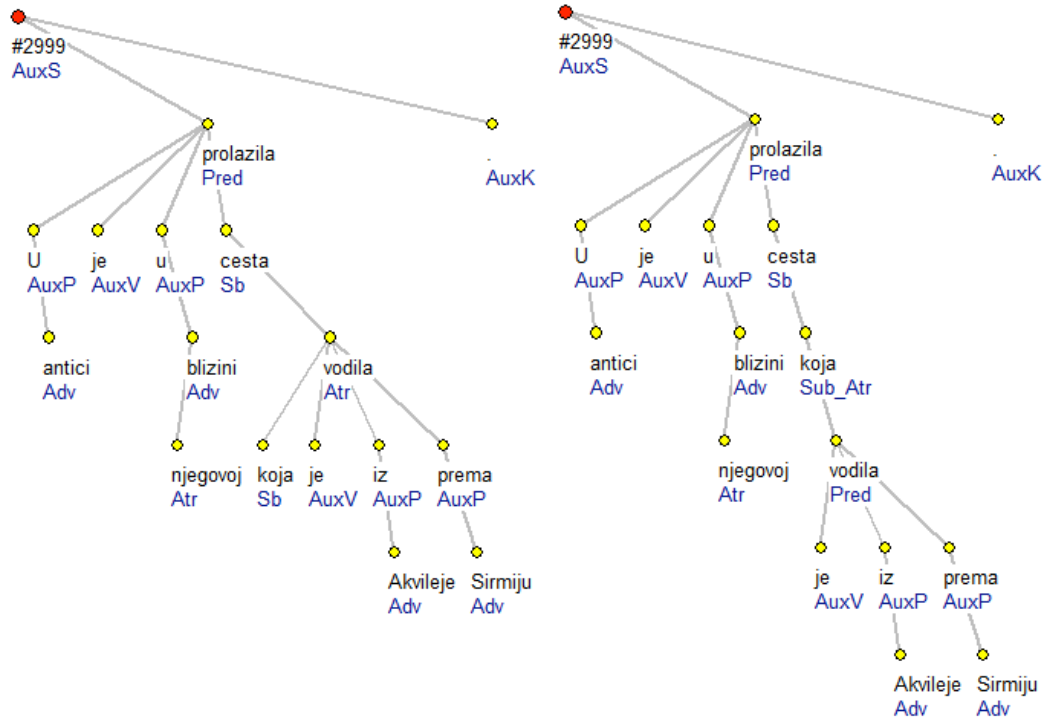 #2999
AuxS
prolazila
Pred
.
AuxK
U
AuxP
je
AuxV
u
AuxP
cesta
Sb
antici
Adv
blizini
Adv
vodila
Atr
njegovoj
Atr
koja
Sb
je
AuxV
iz
AuxP
prema
AuxP
Akvileje
Adv
Sirmiju
Adv
#2999
AuxS
prolazila
Pred
.
AuxK
U
AuxP
je
AuxV
u
AuxP
cesta
Sb
antici
Adv
blizini
Adv
koja
Sub_Atr
njegovoj
Atr
vodila
Pred
je
AuxV
iz
AuxP
prema
AuxP
Akvileje
Adv
Sirmiju
Adv